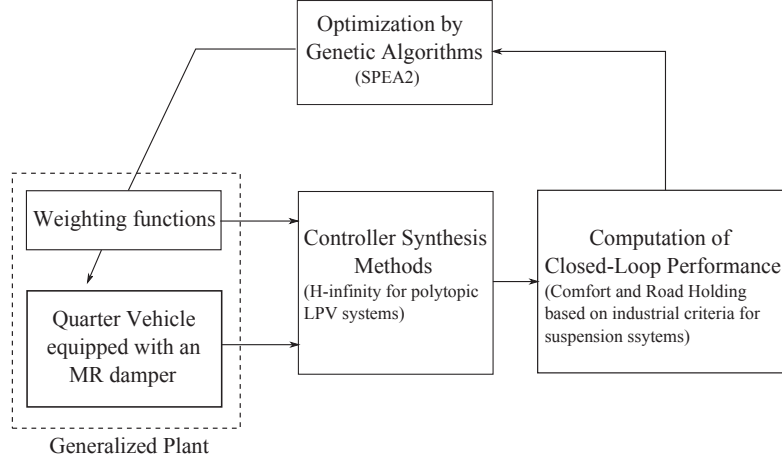 Optimization by
Genetic Algorithms
(SPEA2)
Weighting functions
Quarter Vehicle
equipped with an
MR damper
Generalized Plant
Controller Synthesis
Methods
(H-infinity for polytopic
LPV systems)
Computation of
Closed-Loop Performance
(Comfort and Road Holding
based on industrial criteria for
suspension ssytems)